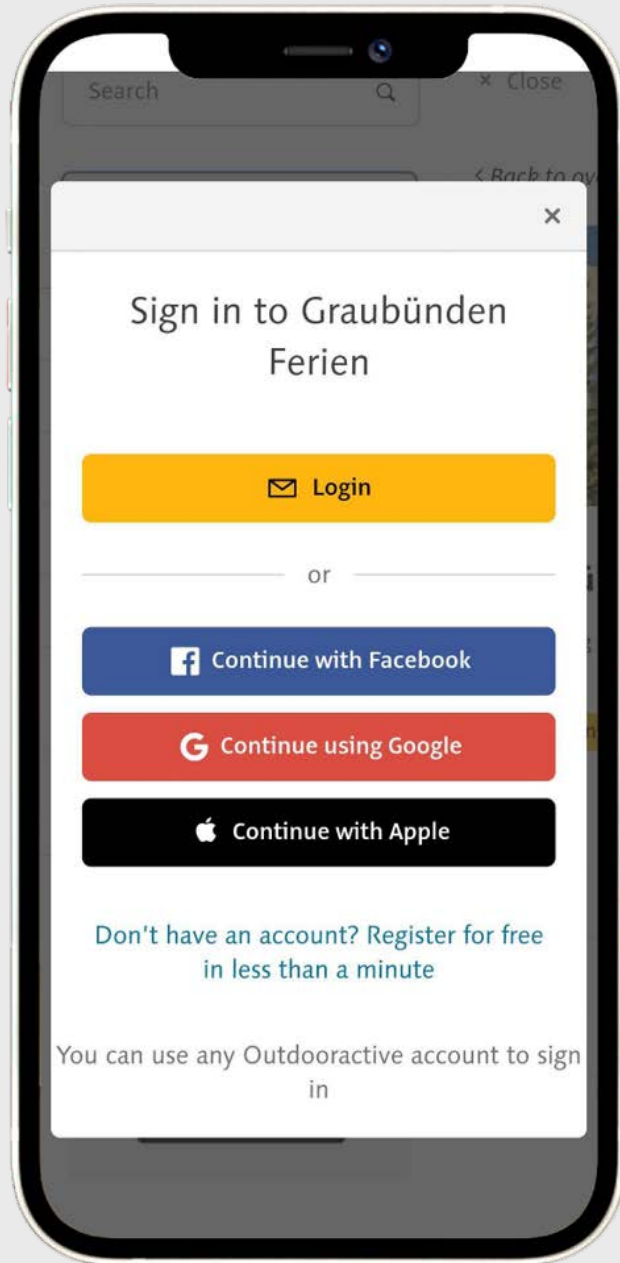 Search
× Close
< Back to
×
Sign in to Graubünden
Ferien
Login
or
Continue with Facebook
Continue using Google
Continue with Apple
Don't have an account? Register for free
in less than a minute
You can use any Outdooractive account to sign
in